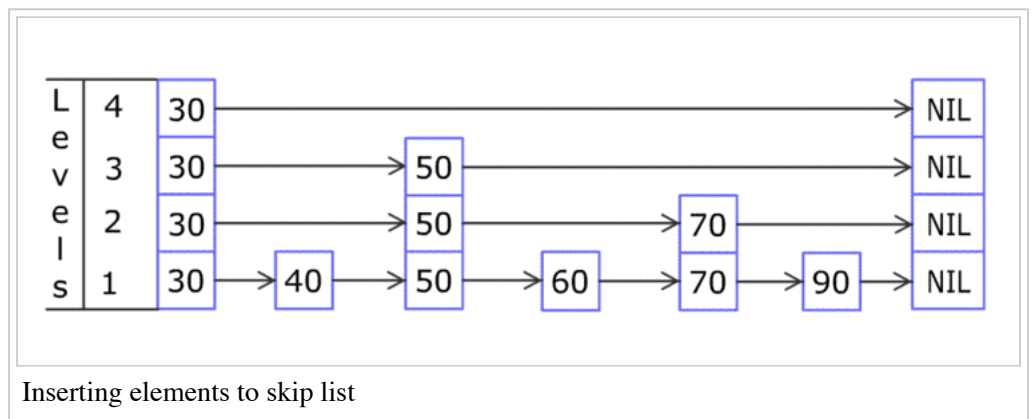 Levels
4 30 NIL
3 30 50 NIL
2 30 50 70 NIL
1 30 40 50 60 70 90 NIL
Inserting elements to skip list